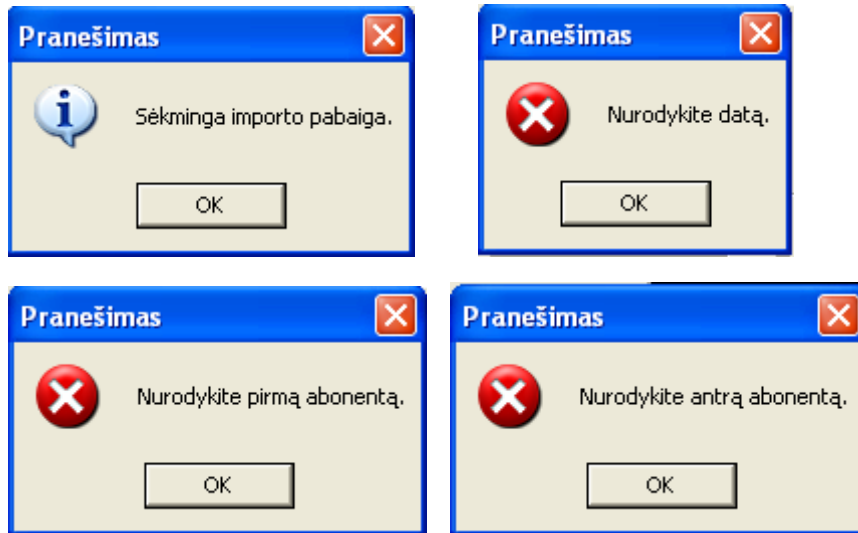 Pranešimas
Sėkminga importo pabaiga.
OK
Pranešimas
Nurodykite datą.
OK
Pranešimas
Nurodykite pirmą abonentą.
OK
Pranešimas
Nurodykite antrą abonentą.
OK